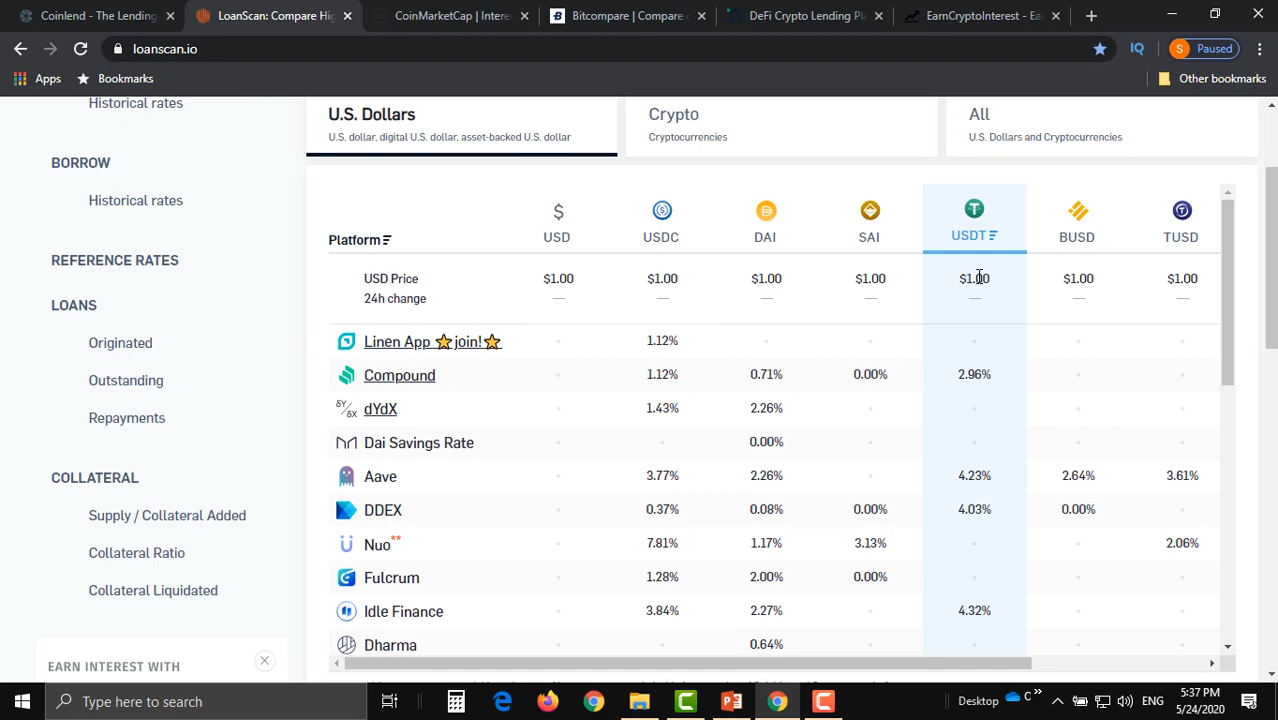 Coinlend - The Lending
LoanScan: Compare Hig
CoinMarketCap | Intere
Bitcompare | Compare
DeFi Crypto Lending Pl
EarnCryptoInterest - Ea
loanscan.io
IQ
S Paused
Apps
Bookmarks
Other bookmarks
Historical rates
BORROW
Historical rates
REFERENCE RATES
LOANS
Originated
Outstanding
Repayments
COLLATERAL
Supply / Collateral Added
Collateral Ratio
Collateral Liquidated
EARN INTEREST WITH
U.S. Dollars
U.S. dollar, digital U.S. dollar, asset-backed U.S. dollar
Crypto
Cryptocurrencies
All
U.S. Dollars and Cryptocurrencies
Platform USD USDC DAI SAI USDT BUSD TUSD
USD Price $1.00 $1.00 $1.00 $1.00 $1.00 $1.00 $1.00
24h change — — — — — — —
Linen App ⭐join!⭐ 1.12%
Compound 1.12% 0.71% 0.00% 2.96%
dYdX 1.43% 2.26%
Dai Savings Rate 0.00%
Aave 3.77% 2.26% 4.23% 2.64% 3.61%
DDEX 0.37% 0.08% 0.00% 4.03% 0.00%
Nuo** 7.81% 1.17% 3.13% 2.06%
Fulcrum 1.28% 2.00% 0.00%
Idle Finance 3.84% 2.27% 4.32%
Dharma 0.64%
Type here to search
Desktop
C
ENG
5:37 PM
5/24/2020